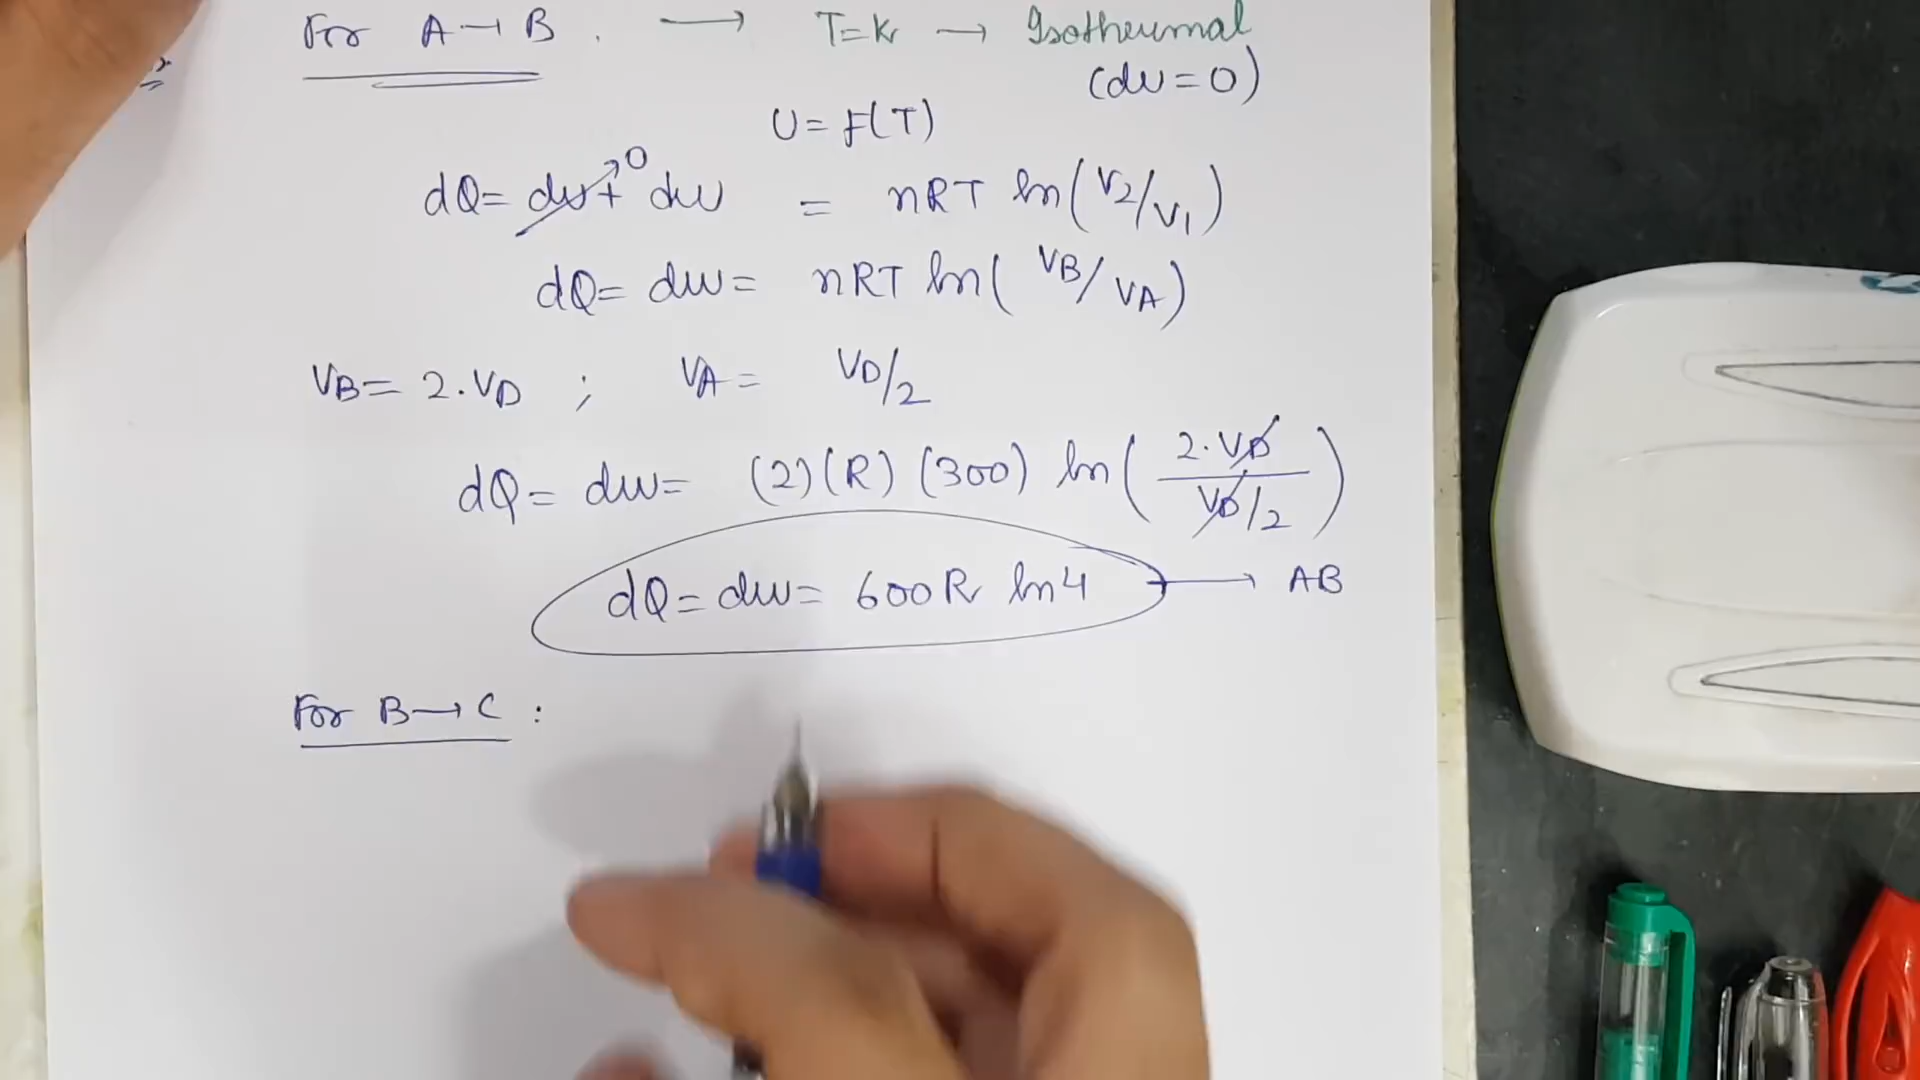 For A → B . → T=K → Isothermal
(du = 0)
U = f(T)
dQ = du + dw = nRT ln(V2/V1)
0
dQ = dw = nRT ln(VB/VA)
VB = 2.VD ; VA = VD/2
dQ = dw = (2)(R)(300) ln(2.VD / VD/2)
dQ = dw = 600R ln4 → AB
For B → C :